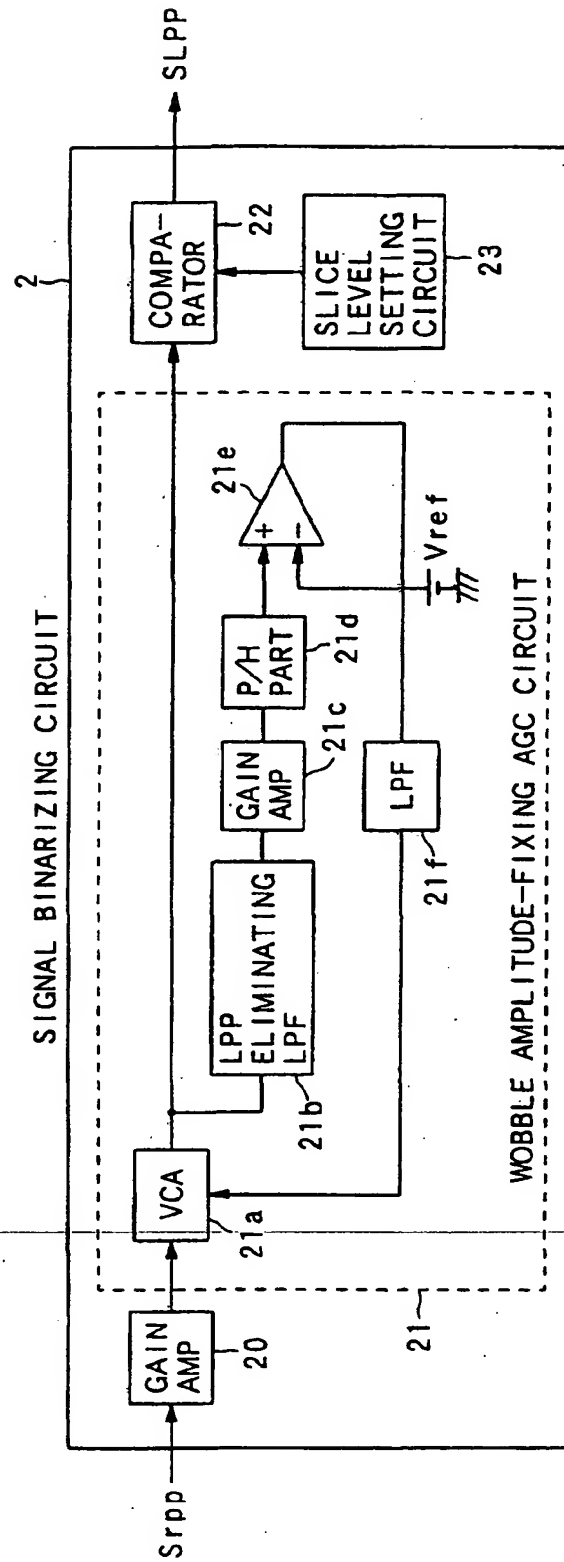 SIGNAL BINARIZING CIRCUIT
2
Srpp
GAIN
AMP
20
VCA
21a
LPP
ELIMINATING
LPF
21b
GAIN
AMP
21c
P/H
PART
21d
+
−
21e
Vref
LPF
21f
21
WOBBLE AMPLITUDE-FIXING AGC CIRCUIT
COMPA-
RATOR
22
SLICE
LEVEL
SETTING
CIRCUIT
23
SLPP